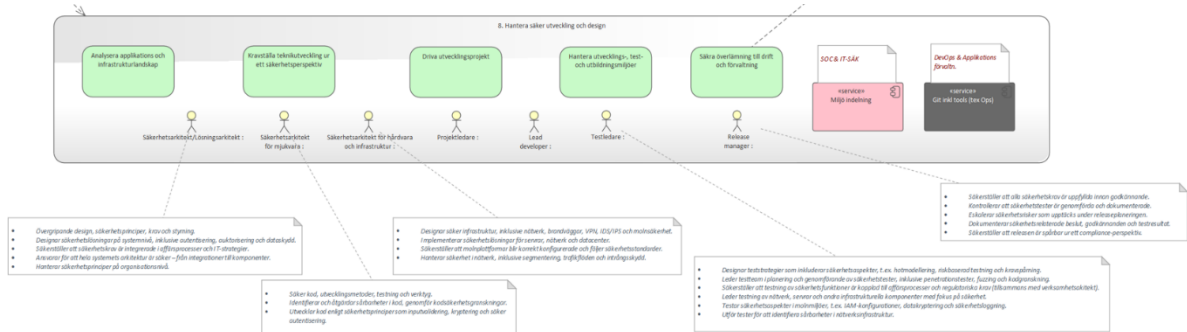 8. Hantera säker utveckling och design
Analysera applikations och
infrastrukturlandskap
Kravställa teknikutveckling ur
ett säkerhetsperspektiv
Driva utvecklingsprojekt
Hantera utvecklings-, test-
och utbildningsmiljöer
Säkra överlämning till drift
och förvaltning
SOC & IT-SÄK
«service»
Miljö indelning
DevOps & Applikations
förvaltn.
«service»
Git inkl tools (tex Ops)
Säkerhetsarkitekt/Lösningsarkitekt :
Säkerhetsarkitekt
för mjukvara :
Säkerhetsarkitekt för hårdvara
och infrastruktur :
Projektledare :
Lead
developer :
Testledare :
Release
manager :
Övergripande design, säkerhetsprinciper, krav och styrning.
Designar säkerhetslösningar på systemnivå, inklusive autentisering, auktorisering och dataskydd.
Säkerställer att säkerhetskrav är integrerade i affärsprocesser och IT-strategier.
Ansvarar för att hela systemets arkitektur är säker – från integrationer till komponenter.
Hanterar säkerhetsprinciper på organisationsnivå.
Säker kod, utvecklingsmetoder, testning och verktyg.
Identifierar och åtgärdar sårbarheter i kod, genomför kodsäkerhetsgranskningar.
Utvecklar kod enligt säkerhetsprinciper som inputvalidering, kryptering och säker
autentisering.
Designar säker infrastruktur, inklusive nätverk, brandväggar, VPN, IDS/IPS och molnsäkerhet.
Implementerar säkerhetslösningar för servrar, nätverk och datacenter.
Säkerställer att molnplattformar blir korrekt konfigurerade och följer säkerhetsstandarder.
Hanterar säkerhet i nätverk, inklusive segmentering, trafikflöden och intrångsskydd.
Designar teststrategier som inkluderar säkerhetsaspekter, t.ex. hotmodellering, riskbaserad testning och kravspårning.
Leder testteam i planering och genomförande av säkerhetstester, inklusive penetrationstester, fuzzing och kodgranskning.
Säkerställer att testning av säkerhetsfunktioner är kopplad till affärsprocesser och regulatoriska krav (tillsammans med verksamhetsarkitekt).
Leder testning av nätverk, servrar och andra infrastrukturella komponenter med fokus på säkerhet.
Testar säkerhetsaspekter i molnmiljöer, t.ex. IAM-konfigurationer, datakryptering och säkerhetsloggning.
Utför tester för att identifiera sårbarheter i nätverksinfrastruktur.
Säkerställer att alla säkerhetskrav är uppfyllda innan godkännande.
Kontrollerar att säkerhetstester är genomförda och dokumenterade.
Eskalerar säkerhetsrisker som upptäcks under releaseplaneringen.
Dokumenterar säkerhetsrelaterade beslut, godkännanden och testresultat.
Säkerställer att releasen är spårbar ur ett compliance-perspektiv.